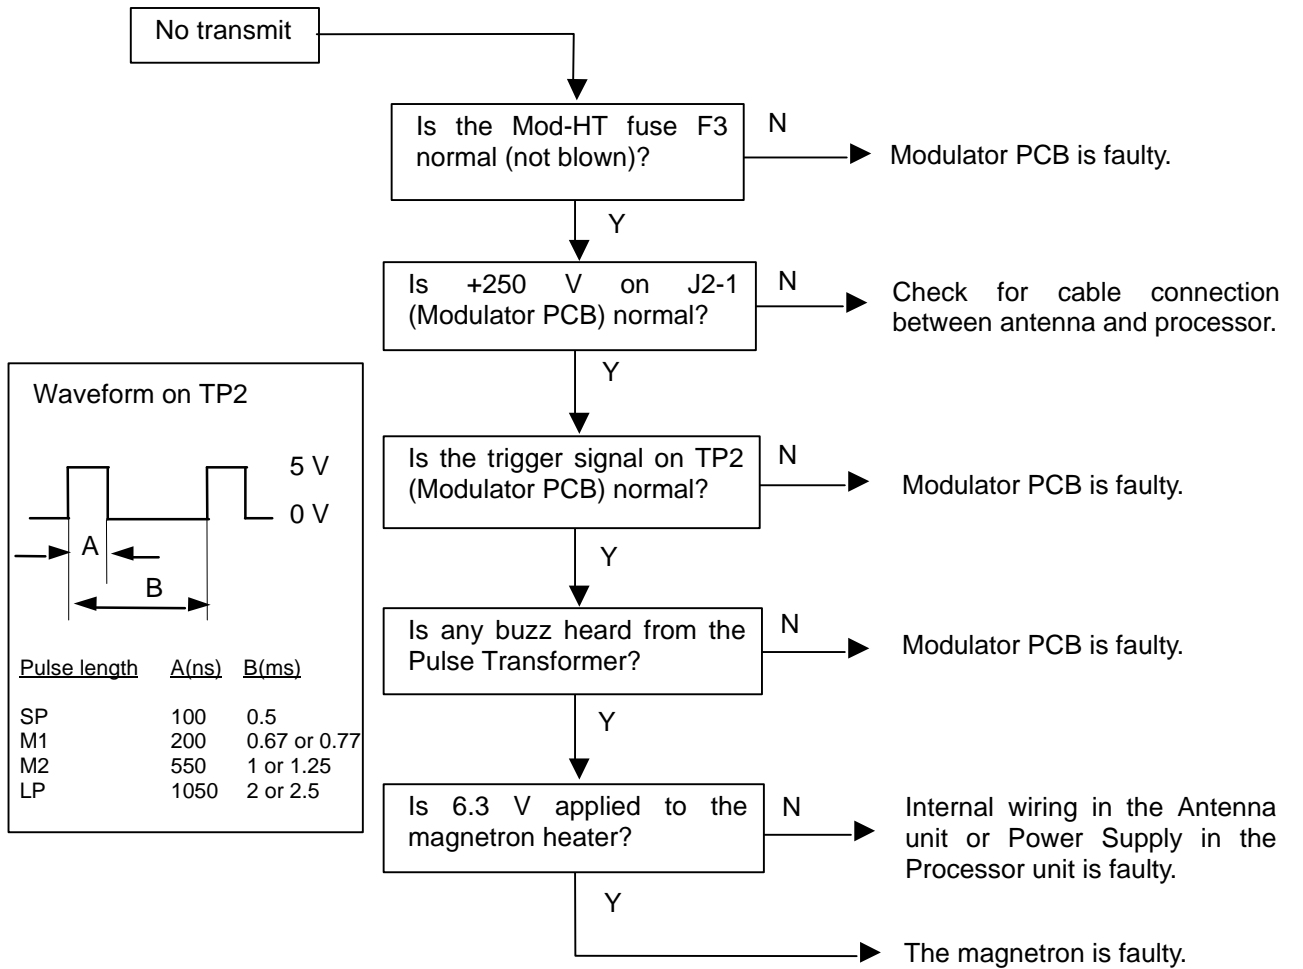 No transmit
Is the Mod-HT fuse F3
normal (not blown)?
N
Modulator PCB is faulty.
Y
Is +250 V on J2-1
(Modulator PCB) normal?
N
Check for cable connection
between antenna and processor.
Y
Is the trigger signal on TP2
(Modulator PCB) normal?
N
Modulator PCB is faulty.
Y
Is any buzz heard from the
Pulse Transformer?
N
Modulator PCB is faulty.
Y
Is 6.3 V applied to the
magnetron heater?
N
Internal wiring in the Antenna
unit or Power Supply in the
Processor unit is faulty.
Y
The magnetron is faulty.
Waveform on TP2
5 V
0 V
A
B
Pulse length A(ns) B(ms)
SP 100 0.5
M1 200 0.67 or 0.77
M2 550 1 or 1.25
LP 1050 2 or 2.5